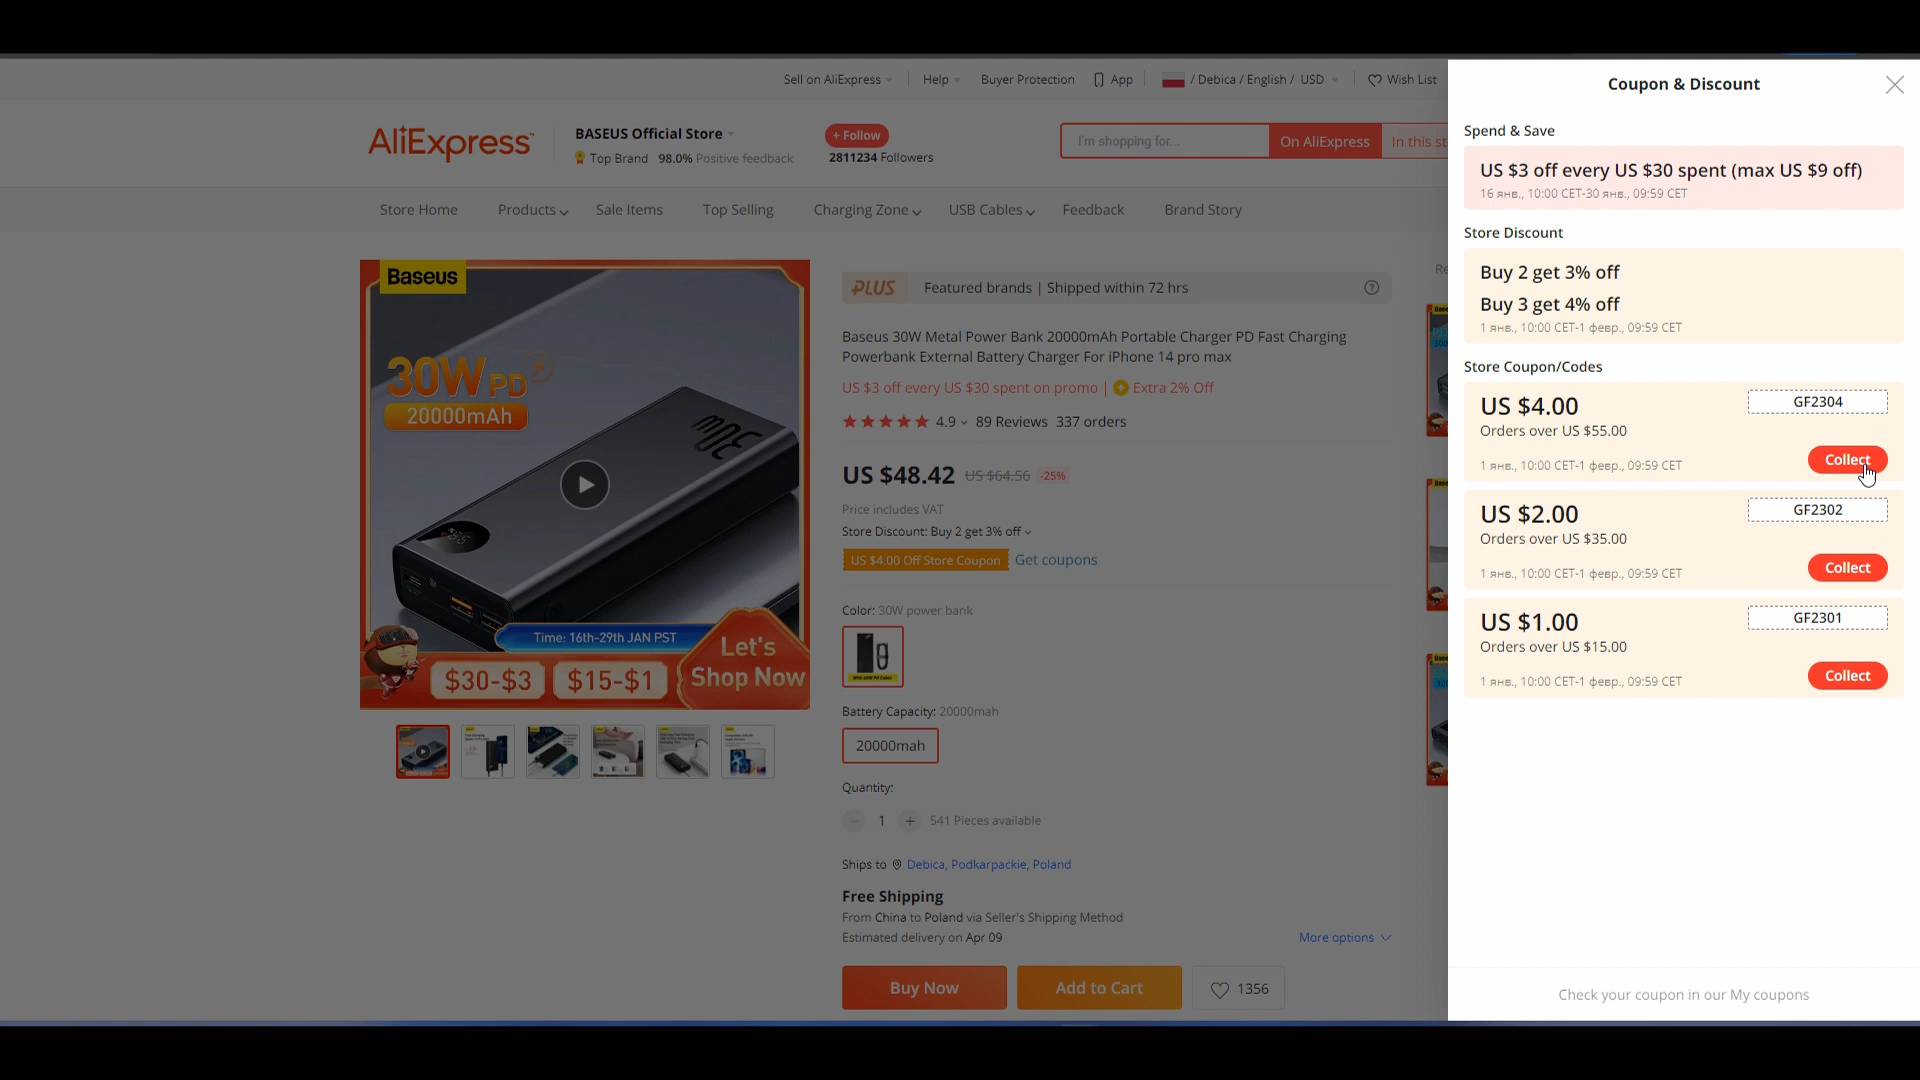 Sell on AliExpress
Help
Buyer Protection
App
/ Debica / English / USD
Wish List
AliExpress
BASEUS Official Store
Top Brand 98.0% Positive feedback
+ Follow
2811234 Followers
I'm shopping for...
On AliExpress
In this st
Store Home
Products
Sale Items
Top Selling
Charging Zone
USB Cables
Feedback
Brand Story
Baseus
30W PD
20000mAh
30W
Time: 16th-29th JAN PST
$30-$3
$15-$1
Let's
Shop Now
PLUS
Featured brands | Shipped within 72 hrs
Baseus 30W Metal Power Bank 20000mAh Portable Charger PD Fast Charging
Powerbank External Battery Charger For iPhone 14 pro max
US $3 off every US $30 spent on promo | Extra 2% Off
4.9 89 Reviews 337 orders
US $48.42 US $64.56 -25%
Price includes VAT
Store Discount: Buy 2 get 3% off
US $4.00 Off Store Coupon Get coupons
Color: 30W power bank
Battery Capacity: 20000mah
20000mah
Quantity:
1
541 Pieces available
Ships to Debica, Podkarpackie, Poland
Free Shipping
From China to Poland via Seller's Shipping Method
Estimated delivery on Apr 09
More options
Buy Now
Add to Cart
1356
Re
Coupon & Discount
Spend & Save
US $3 off every US $30 spent (max US $9 off)
16 янв., 10:00 CET-30 янв., 09:59 CET
Store Discount
Buy 2 get 3% off
Buy 3 get 4% off
1 янв., 10:00 CET-1 февр., 09:59 CET
Store Coupon/Codes
US $4.00
GF2304
Orders over US $55.00
1 янв., 10:00 CET-1 февр., 09:59 CET
Collect
US $2.00
GF2302
Orders over US $35.00
1 янв., 10:00 CET-1 февр., 09:59 CET
Collect
US $1.00
GF2301
Orders over US $15.00
1 янв., 10:00 CET-1 февр., 09:59 CET
Collect
Check your coupon in our My coupons